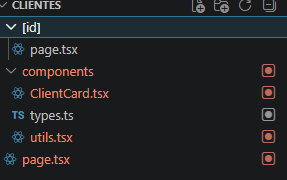 CLIENTES
[id]
page.tsx
components
ClientCard.tsx
TS types.ts
utils.tsx
page.tsx